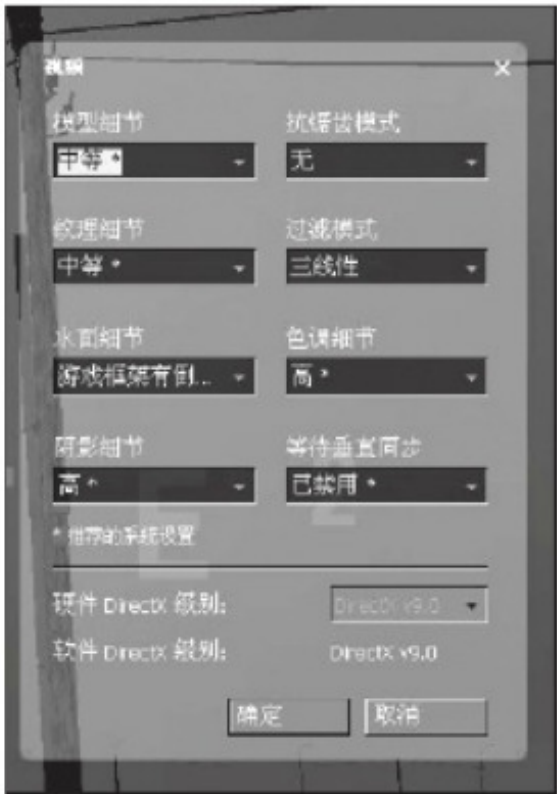 视频
模型细节 抗锯齿模式
中等 * 无
纹理细节 过滤模式
中等 * 三线性
水面细节 色调细节
游戏框架有倒... 高 *
阴影细节 等待垂直同步
高 * 已禁用 *
* 推荐的系统设置
硬件 DirectX 级别: DirectX v9.0
软件 DirectX 级别: DirectX v9.0
确定 取消